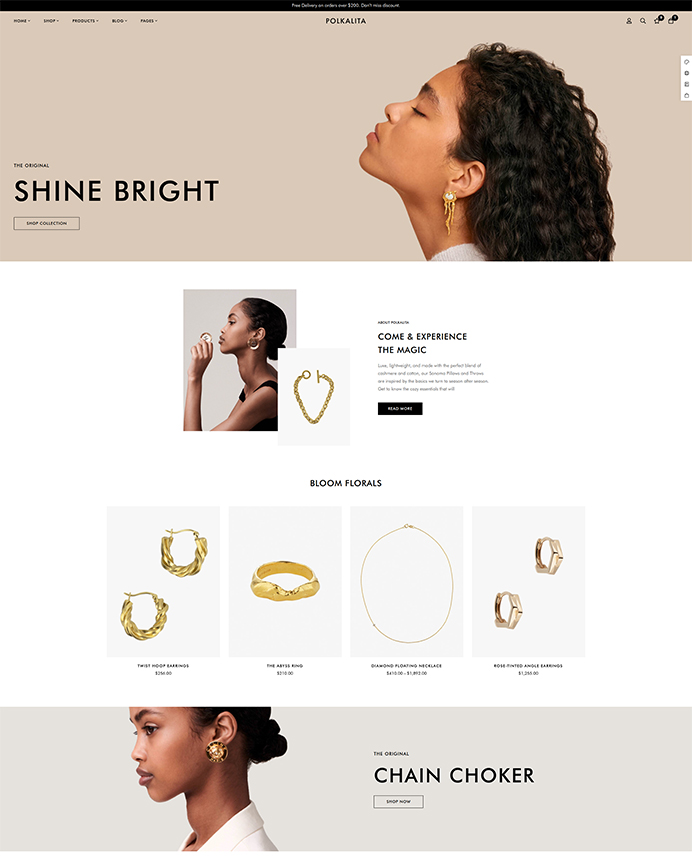 Free Delivery on orders over $200. Don't miss discount.
HOME SHOP PRODUCTS BLOG PAGES
POLKALITA
THE ORIGINAL
SHINE BRIGHT
SHOP COLLECTION
ABOUT POLKALITA
COME & EXPERIENCE
THE MAGIC
Luxe, lightweight, and made with the perfect blend of
cashmere and cotton, our Sonoma Pillows and Throws
are inspired by the basics we turn to season after season.
Get to know the cozy essentials that will
READ MORE
BLOOM FLORALS
TWIST HOOP EARRINGS
$256.00
THE ABYSS RING
$210.00
DIAMOND FLOATING NECKLACE
$610.00 – $1,892.00
ROSE-TINTED ANGLE EARRINGS
$1,255.00
THE ORIGINAL
CHAIN CHOKER
SHOP NOW